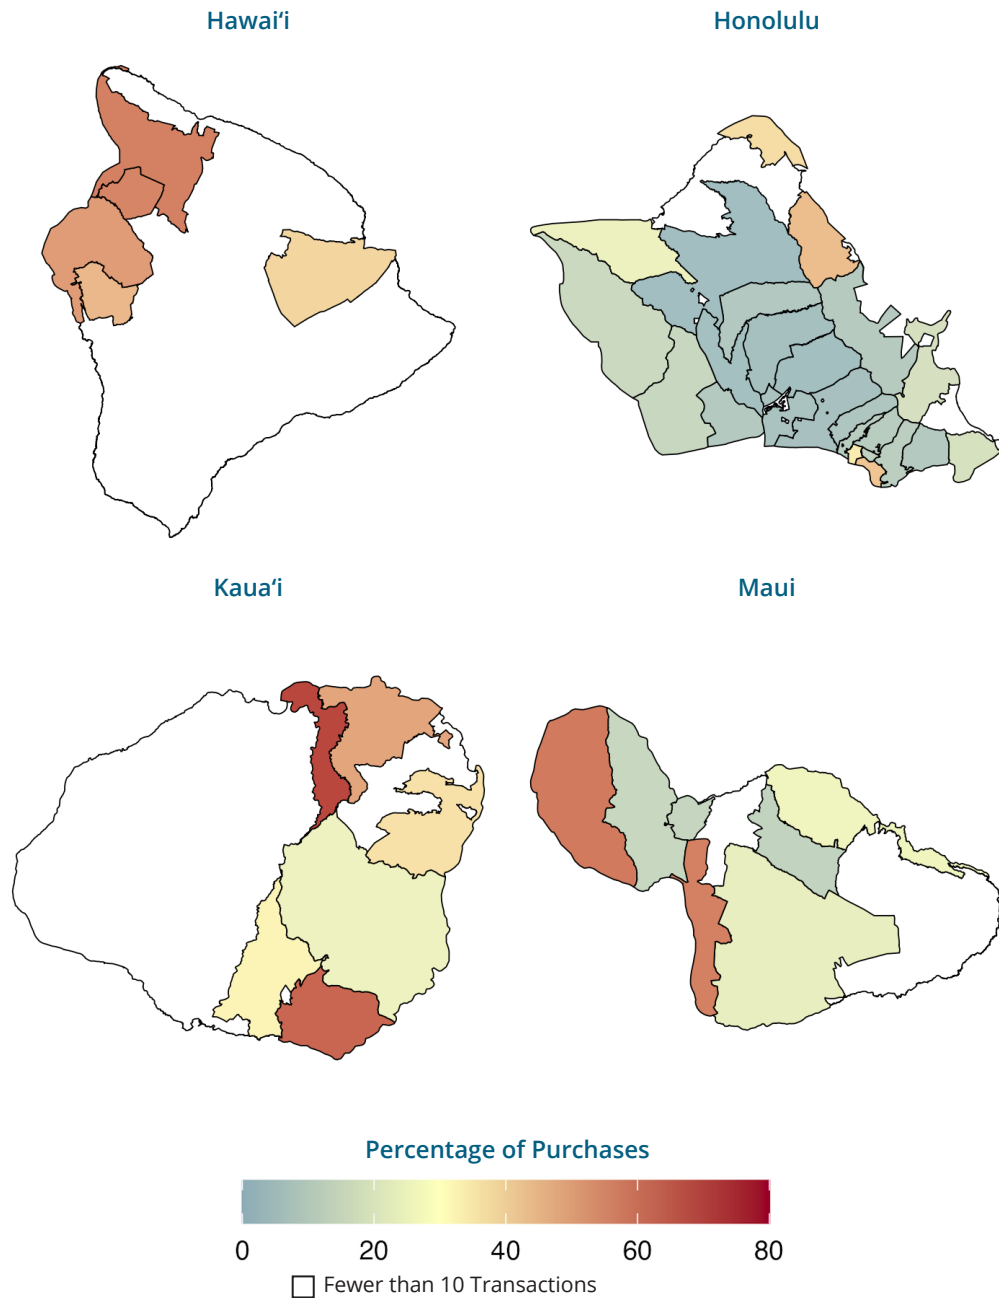 Hawaiʻi
Honolulu
Kauaʻi
Maui
Percentage of Purchases
0 20 40 60 80
Fewer than 10 Transactions